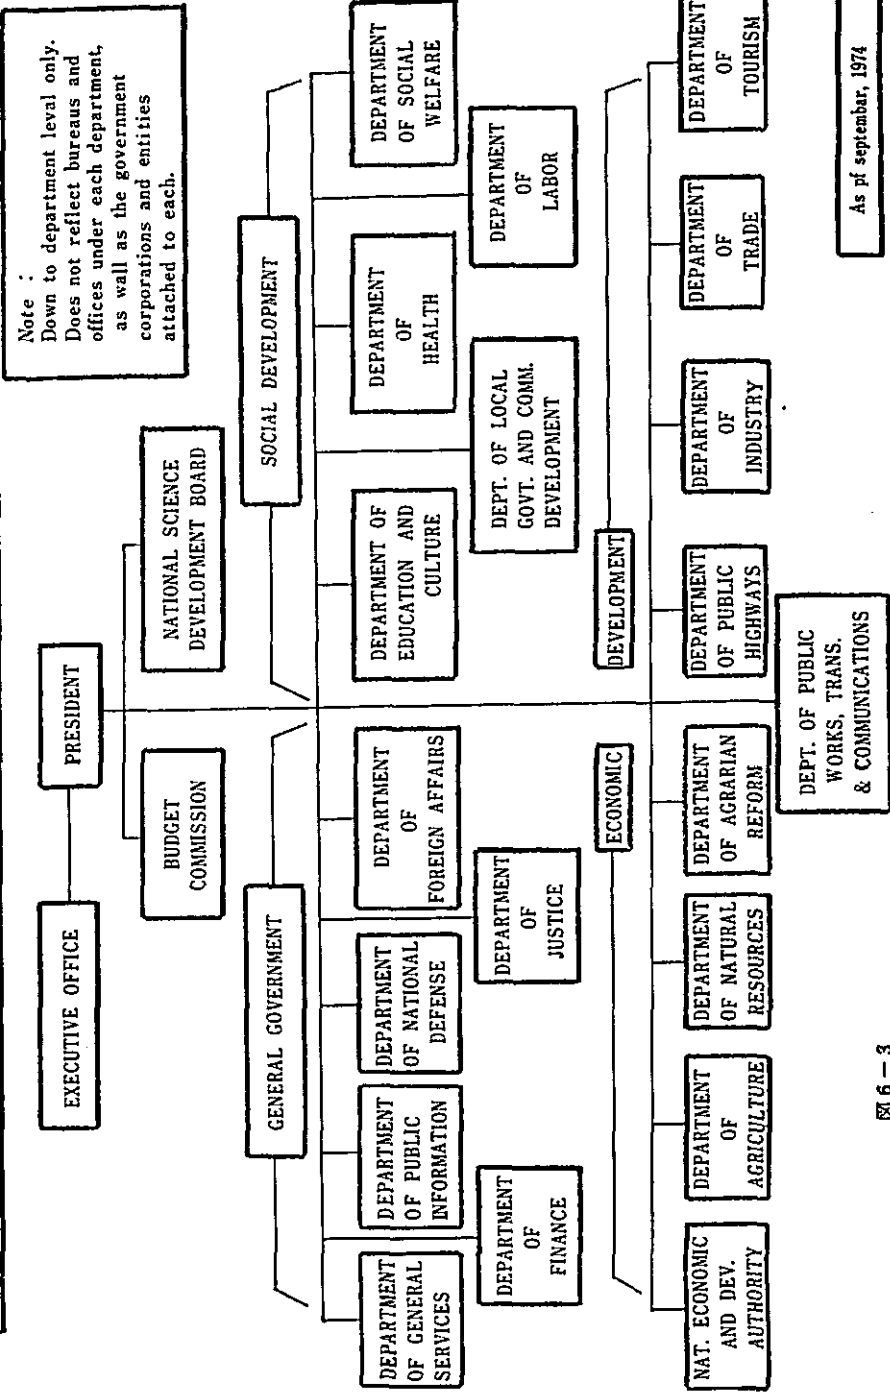 Note :
Down to department leval only.
Does not reflect bureaus and
offices under each department,
as wall as the government
corporations and entities
attached to each.
EXECUTIVE OFFICE
PRESIDENT
BUDGET
COMMISSION
NATIONAL SCIENCE
DEVELOPMENT BOARD
GENERAL GOVERNMENT
SOCIAL DEVELOPMENT
DEPARTMENT
OF GENERAL
SERVICES
DEPARTMENT
OF PUBLIC
INFORMATION
DEPARTMENT
OF NATIONAL
DEFENSE
DEPARTMENT
OF
FOREIGN AFFAIRS
DEPARTMENT OF
EDUCATION AND
CULTURE
DEPARTMENT
OF
HEALTH
DEPARTMENT
OF SOCIAL
WELFARE
DEPARTMENT
OF
FINANCE
DEPARTMENT
OF
JUSTICE
DEPT. OF LOCAL
GOVT. AND COMM.
DEVELOPMENT
DEPARTMENT
OF
LABOR
ECONOMIC
DEVELOPMENT
NAT. ECONOMIC
AND DEV.
AUTHORITY
DEPARTMENT
OF
AGRICULTURE
DEPARTMENT
OF NATURAL
RESOURCES
DEPARTMENT
OF AGRARIAN
REFORM
DEPARTMENT
OF PUBLIC
HIGHWAYS
DEPARTMENT
OF
INDUSTRY
DEPARTMENT
OF
TRADE
DEPARTMENT
OF
TOURISM
DEPT. OF PUBLIC
WORKS, TRANS.
& COMMUNICATIONS
As pf septembar, 1974
図 6 − 3